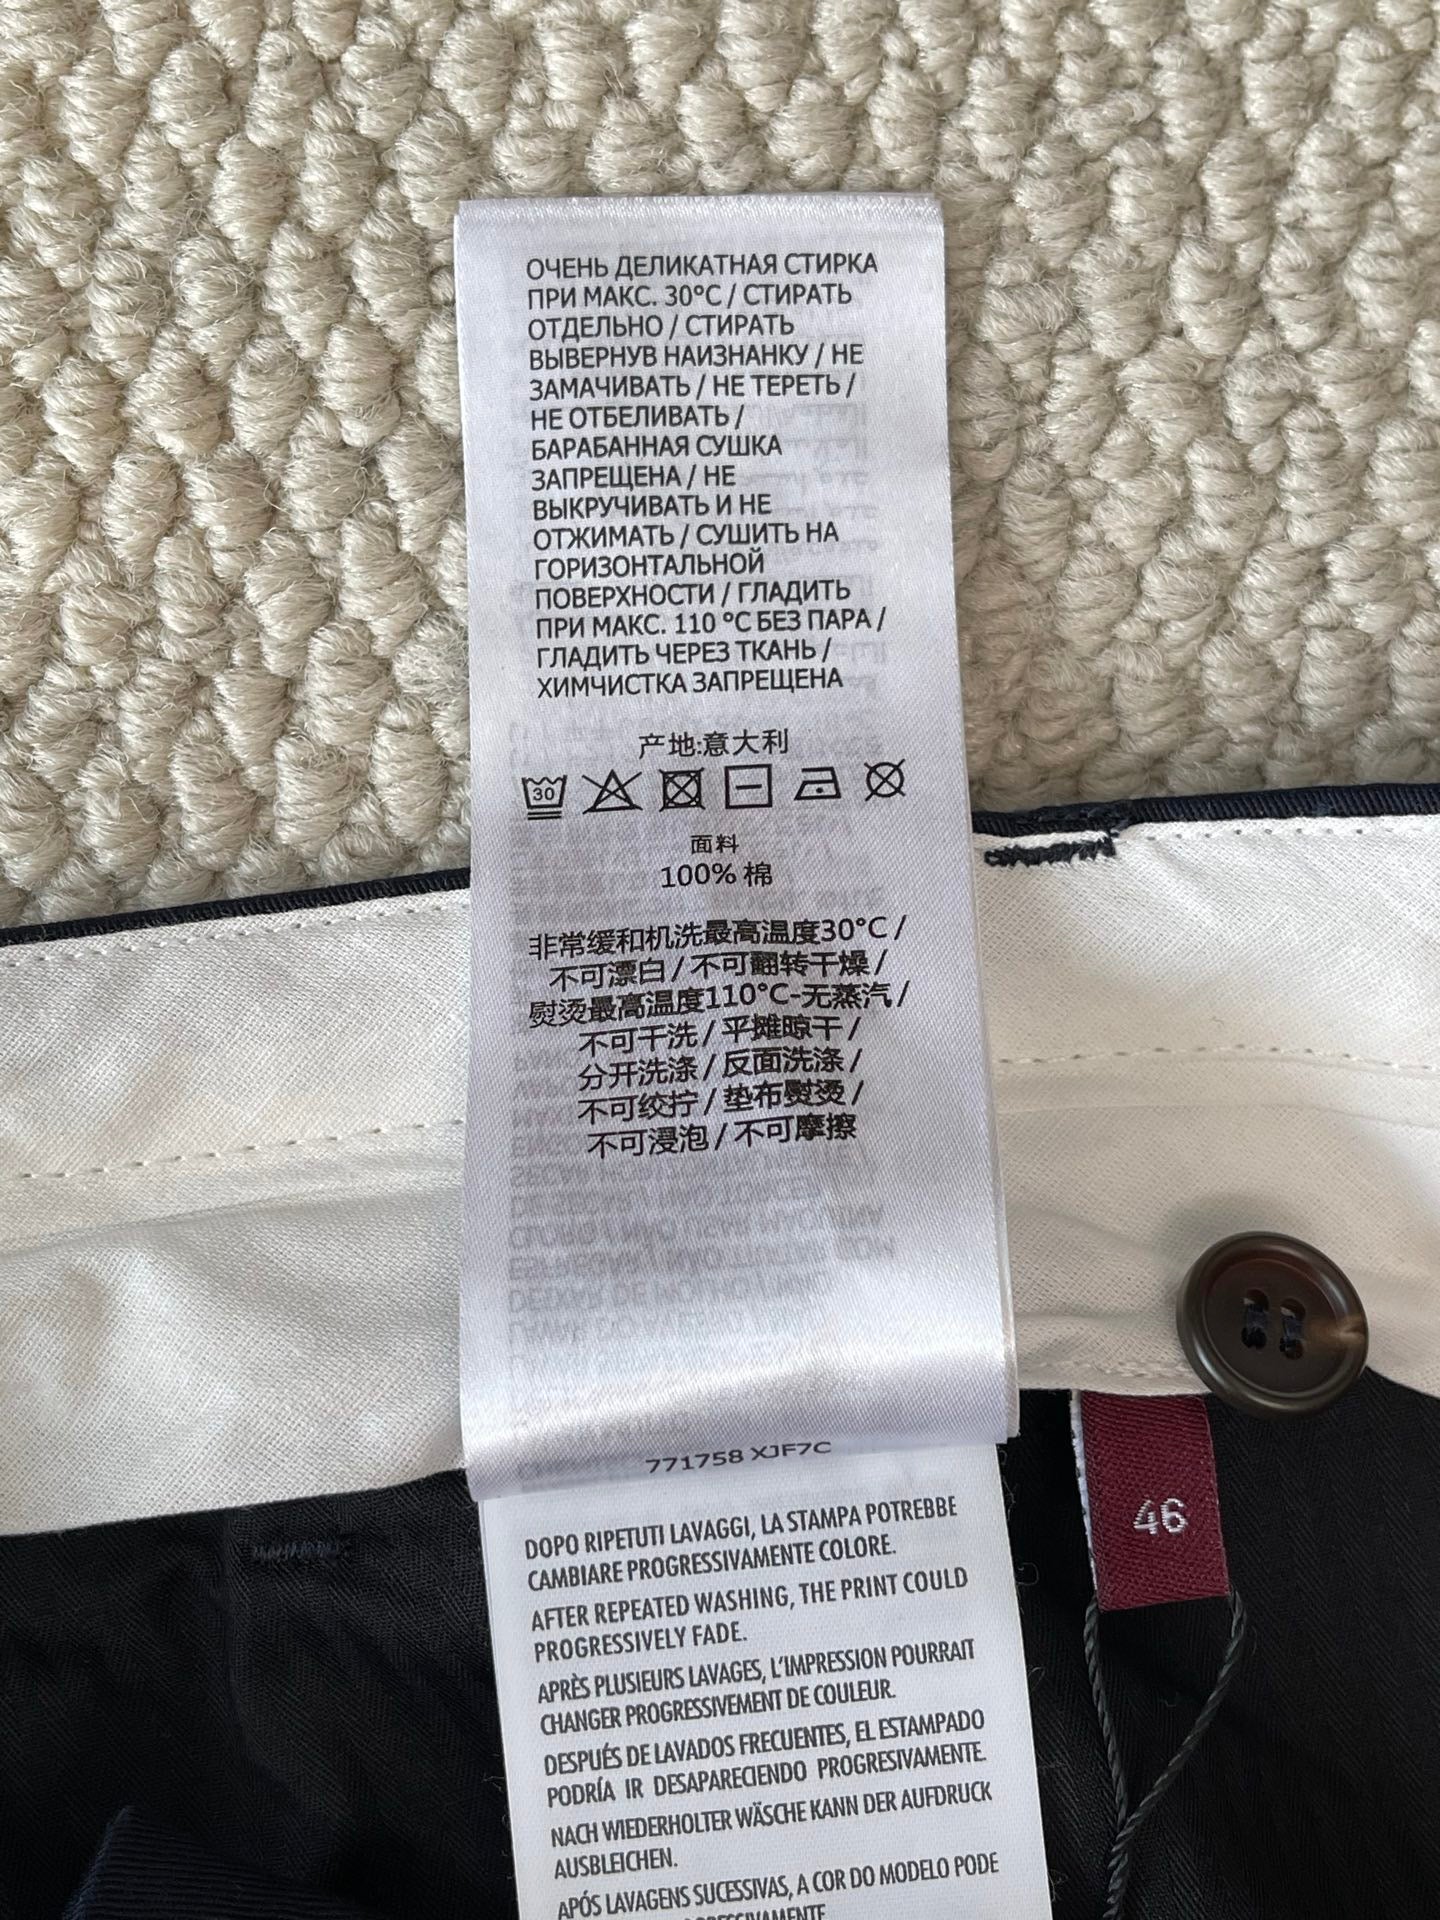 ОЧЕНЬ ДЕЛИКАТНАЯ СТИРКА
ПРИ МАКС. 30°C / СТИРАТЬ
ОТДЕЛЬНО / СТИРАТЬ
ВЫВЕРНУВ НАИЗНАНКУ / НЕ
ЗАМАЧИВАТЬ / НЕ ТЕРЕТЬ /
НЕ ОТБЕЛИВАТЬ /
БАРАБАННАЯ СУШКА
ЗАПРЕЩЕНА / НЕ
ВЫКРУЧИВАТЬ И НЕ
ОТЖИМАТЬ / СУШИТЬ НА
ГОРИЗОНТАЛЬНОЙ
ПОВЕРХНОСТИ / ГЛАДИТЬ
ПРИ МАКС. 110 °C БЕЗ ПАРА /
ГЛАДИТЬ ЧЕРЕЗ ТКАНЬ /
ХИМЧИСТКА ЗАПРЕЩЕНА
产地:意大利
30
面料
100% 棉
非常缓和机洗最高温度30°C /
不可漂白 / 不可翻转干燥 /
熨烫最高温度110°C-无蒸汽 /
不可干洗 / 平摊晾干 /
分开洗涤 / 反面洗涤 /
不可绞拧 / 垫布熨烫 /
不可浸泡 / 不可摩擦
771758 XJF7C
DOPO RIPETUTI LAVAGGI, LA STAMPA POTREBBE
CAMBIARE PROGRESSIVAMENTE COLORE.
AFTER REPEATED WASHING, THE PRINT COULD
PROGRESSIVELY FADE.
APRÈS PLUSIEURS LAVAGES, L'IMPRESSION POURRAIT
CHANGER PROGRESSIVEMENT DE COULEUR.
DESPUÉS DE LAVADOS FRECUENTES, EL ESTAMPADO
PODRÍA IR DESAPARECIENDO PROGRESIVAMENTE.
NACH WIEDERHOLTER WÄSCHE KANN DER AUFDRUCK
AUSBLEICHEN.
APÓS LAVAGENS SUCESSIVAS, A COR DO MODELO PODE
46